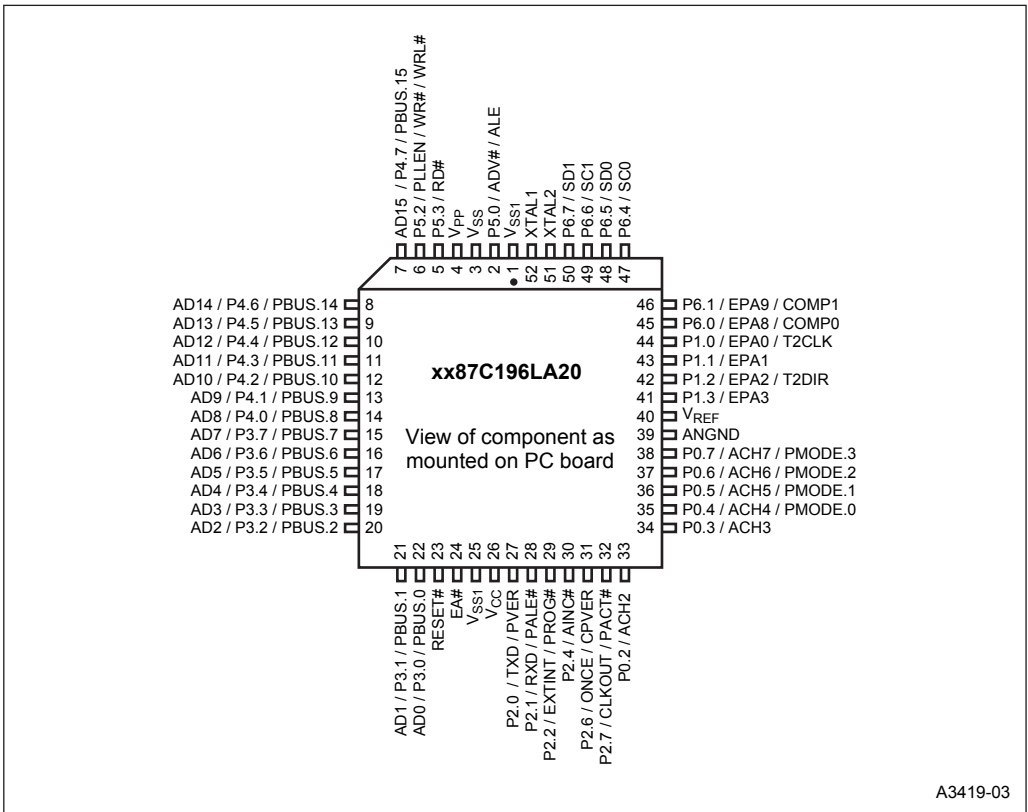 AD15 / P4.7 / PBUS.15
P5.2 / PLLEN / WR# / WRL#
P5.3 / RD#
VPP
VSS
P5.0 / ADV# / ALE
VSS1
XTAL1
XTAL2
P6.7 / SD1
P6.6 / SC1
P6.5 / SD0
P6.4 / SC0
7 6 5 4 3 2 1 52 51 50 49 48 47
AD14 / P4.6 / PBUS.14 8
AD13 / P4.5 / PBUS.13 9
AD12 / P4.4 / PBUS.12 10
AD11 / P4.3 / PBUS.11 11
AD10 / P4.2 / PBUS.10 12
AD9 / P4.1 / PBUS.9 13
AD8 / P4.0 / PBUS.8 14
AD7 / P3.7 / PBUS.7 15
AD6 / P3.6 / PBUS.6 16
AD5 / P3.5 / PBUS.5 17
AD4 / P3.4 / PBUS.4 18
AD3 / P3.3 / PBUS.3 19
AD2 / P3.2 / PBUS.2 20
xx87C196LA20
View of component as
mounted on PC board
46 P6.1 / EPA9 / COMP1
45 P6.0 / EPA8 / COMP0
44 P1.0 / EPA0 / T2CLK
43 P1.1 / EPA1
42 P1.2 / EPA2 / T2DIR
41 P1.3 / EPA3
40 VREF
39 ANGND
38 P0.7 / ACH7 / PMODE.3
37 P0.6 / ACH6 / PMODE.2
36 P0.5 / ACH5 / PMODE.1
35 P0.4 / ACH4 / PMODE.0
34 P0.3 / ACH3
21 22 23 24 25 26 27 28 29 30 31 32 33
AD1 / P3.1 / PBUS.1
AD0 / P3.0 / PBUS.0
RESET#
EA#
VSS1
VCC
P2.0 / TXD / PVER
P2.1 / RXD / PALE#
P2.2 / EXTINT / PROG#
P2.4 / AINC#
P2.6 / ONCE / CPVER
P2.7 / CLKOUT / PACT#
P0.2 / ACH2
A3419-03